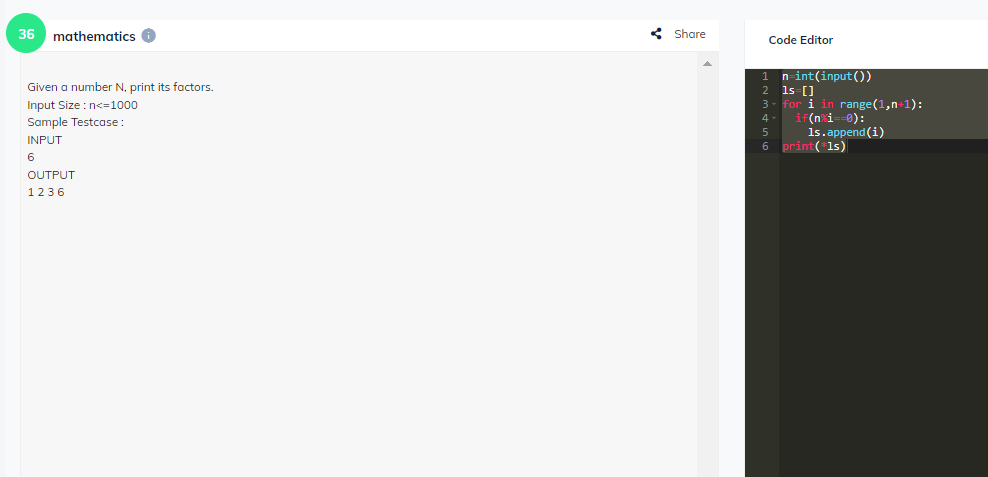 36 mathematics i Share
Given a number N, print its factors.
Input Size : n<=1000
Sample Testcase :
INPUT
6
OUTPUT
1 2 3 6
Code Editor
1 n=int(input())
2 ls=[]
3 for i in range(1,n+1):
4 if(n%i==0):
5 ls.append(i)
6 print(*ls)